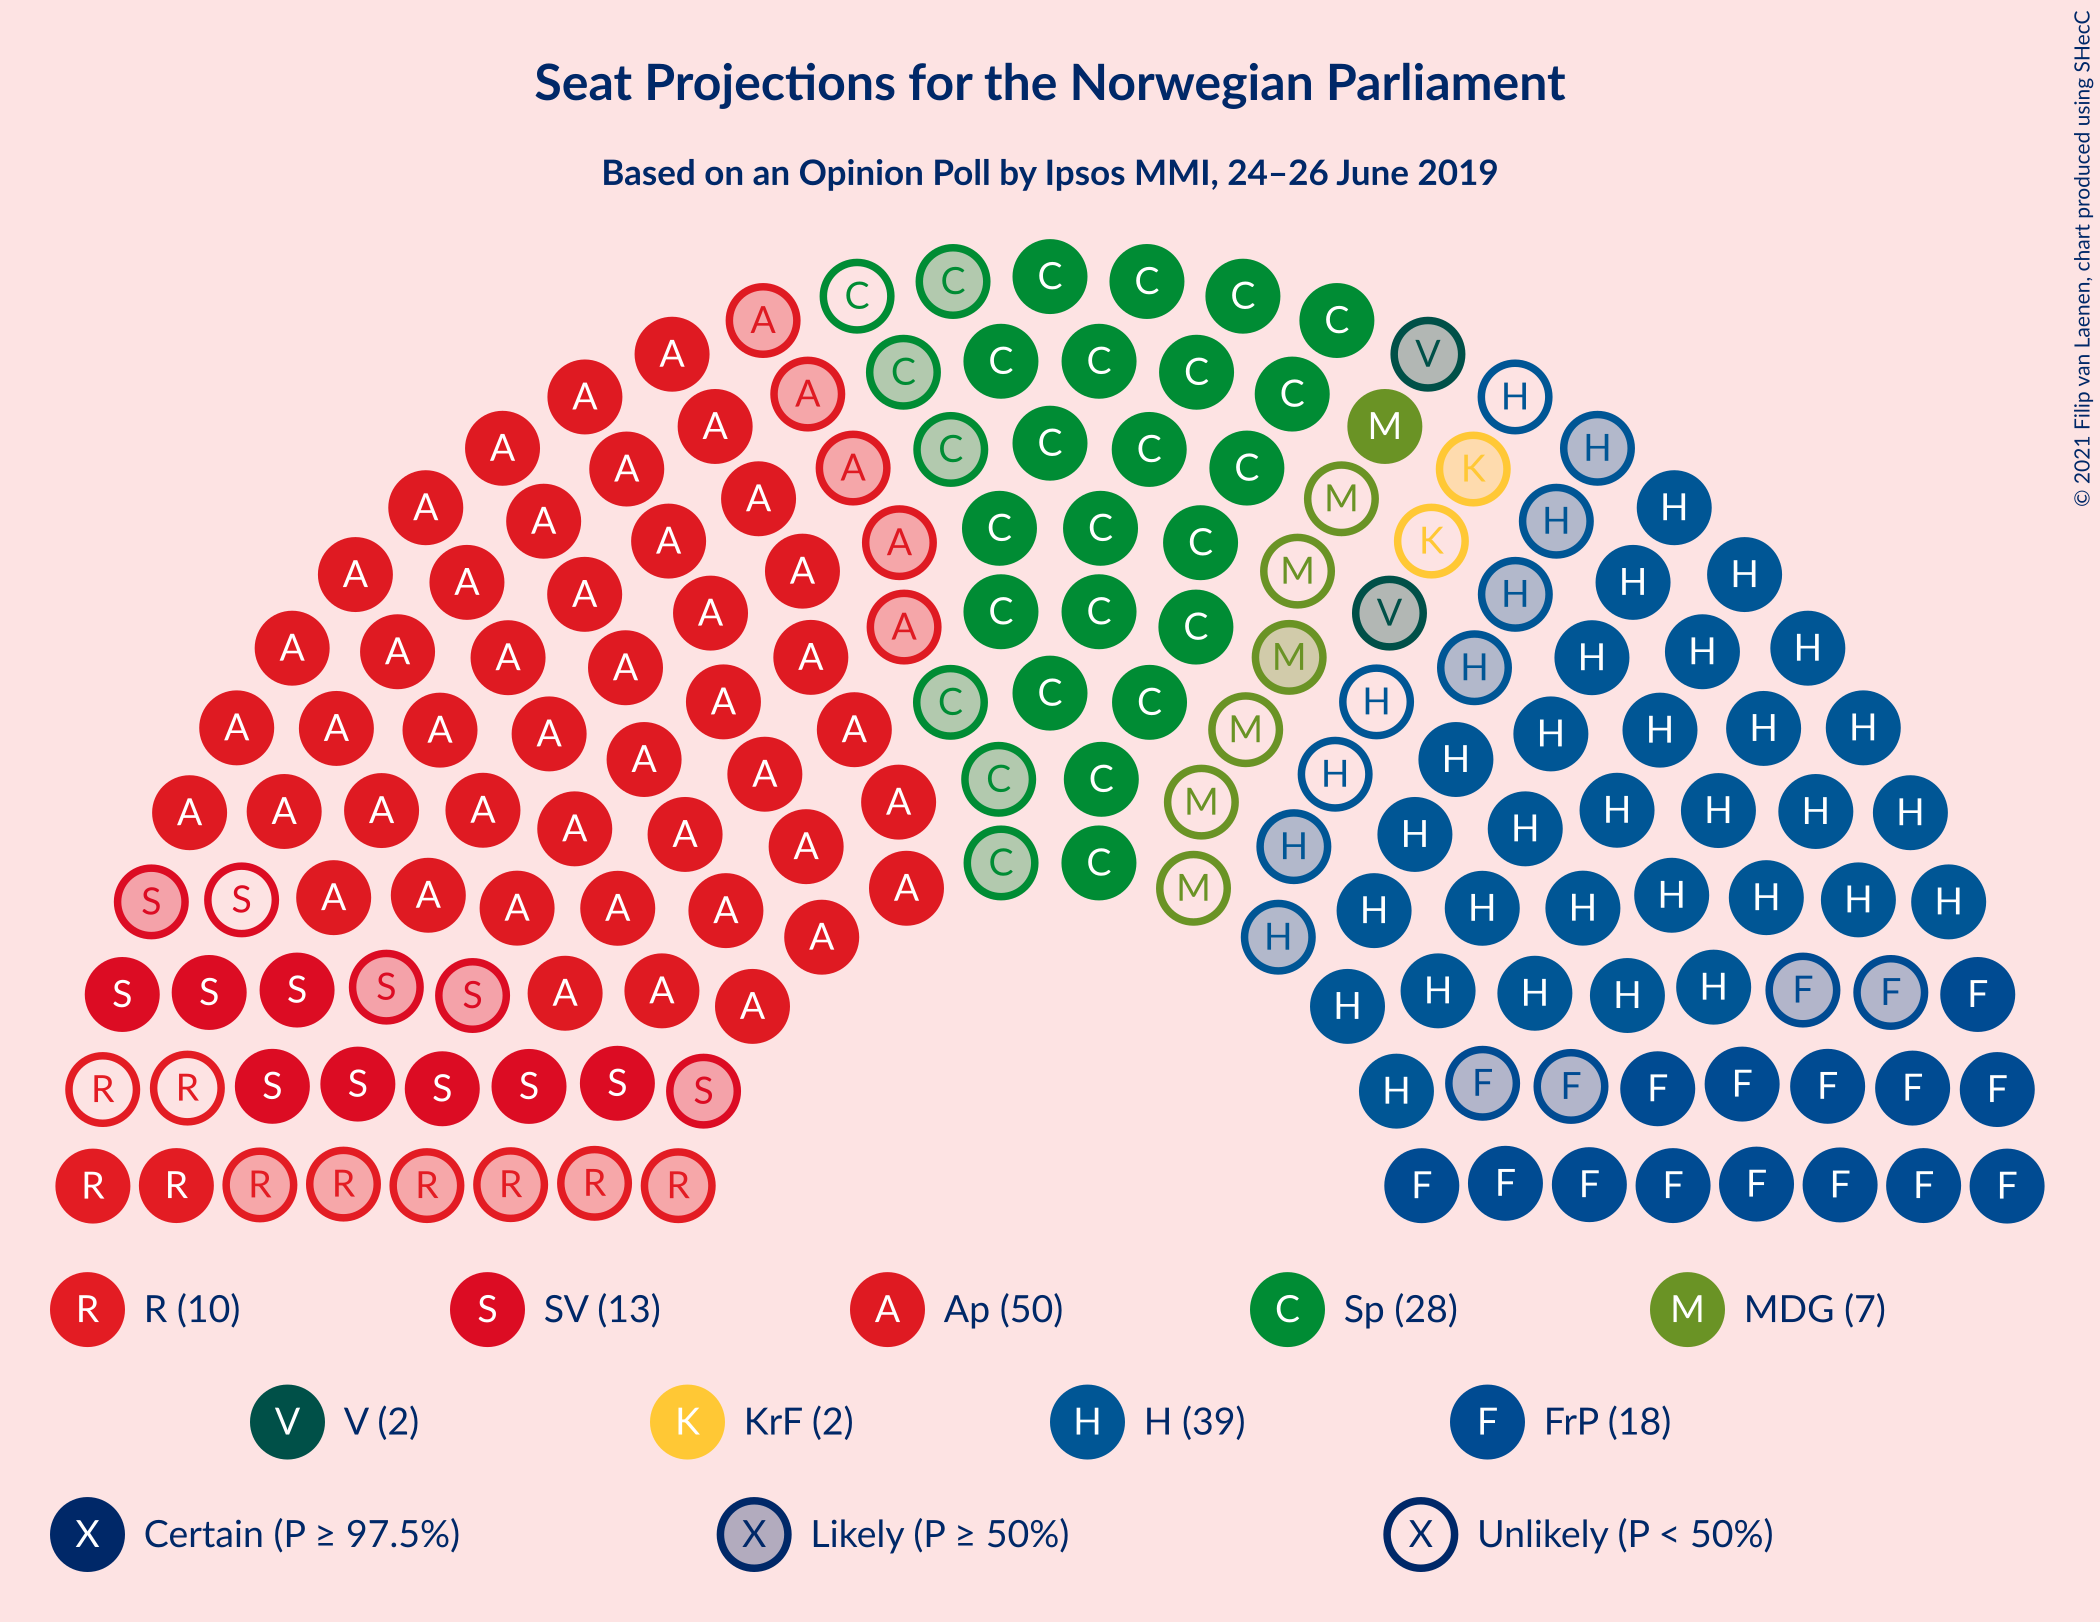 Seat Projections for the Norwegian Parliament
Based on an Opinion Poll by Ipsos MMI, 24–26 June 2019
© 2021 Filip van Laenen, chart produced using SHecC
C C C C C C
A A V
A H
C C C C C
A A A M H
A A K
C C C C
A A A M H H
A A A K H
C C C
A A A M H H
A A A V H
C C C
A A A A M H H H
A A A A C C C M H H
A A A A A A M H H H H H
A A A A A A C C M H H H H H H
A A A A A A C C M H H H H H H
S S A A A A A A H H H H H H H H
S S S S S A A A H H H H H F F F
R R S S S S S S H F F F F F F F
R R R R R R R R F F F F F F F F
R R (10) S SV (13) A Ap (50) C Sp (28) M MDG (7)
V V (2) K KrF (2) H H (39) F FrP (18)
X Certain (P ≥ 97.5%) X Likely (P ≥ 50%) X Unlikely (P < 50%)